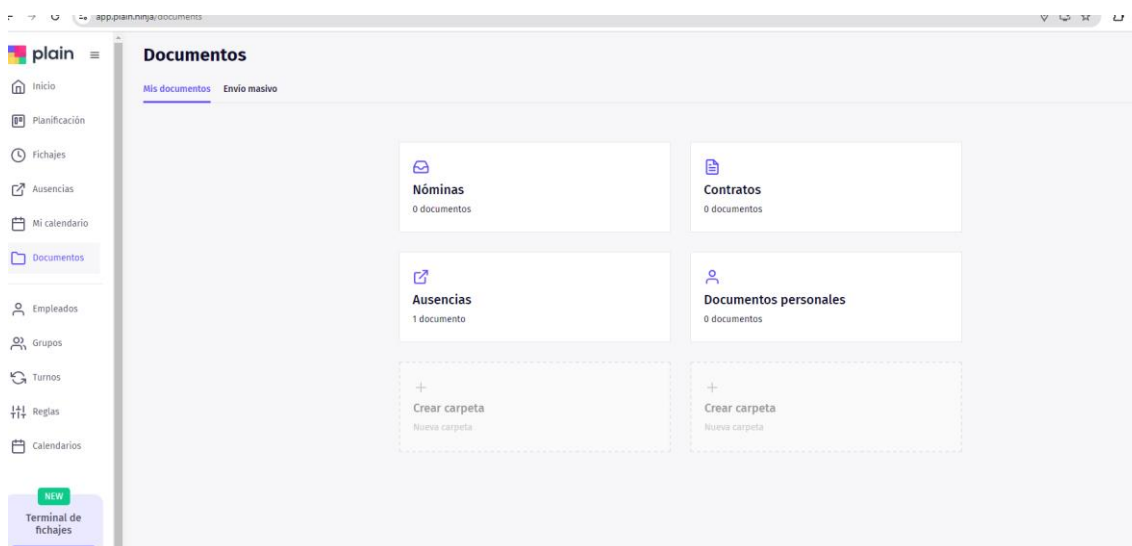 app.plain.ninja/documents
plain
Inicio
Planificación
Fichajes
Ausencias
Mi calendario
Documentos
Empleados
Grupos
Turnos
Reglas
Calendarios
NEW
Terminal de
fichajes
Documentos
Mis documentos Envío masivo
Nóminas
0 documentos
Contratos
0 documentos
Ausencias
1 documento
Documentos personales
0 documentos
Crear carpeta
Nueva carpeta
Crear carpeta
Nueva carpeta